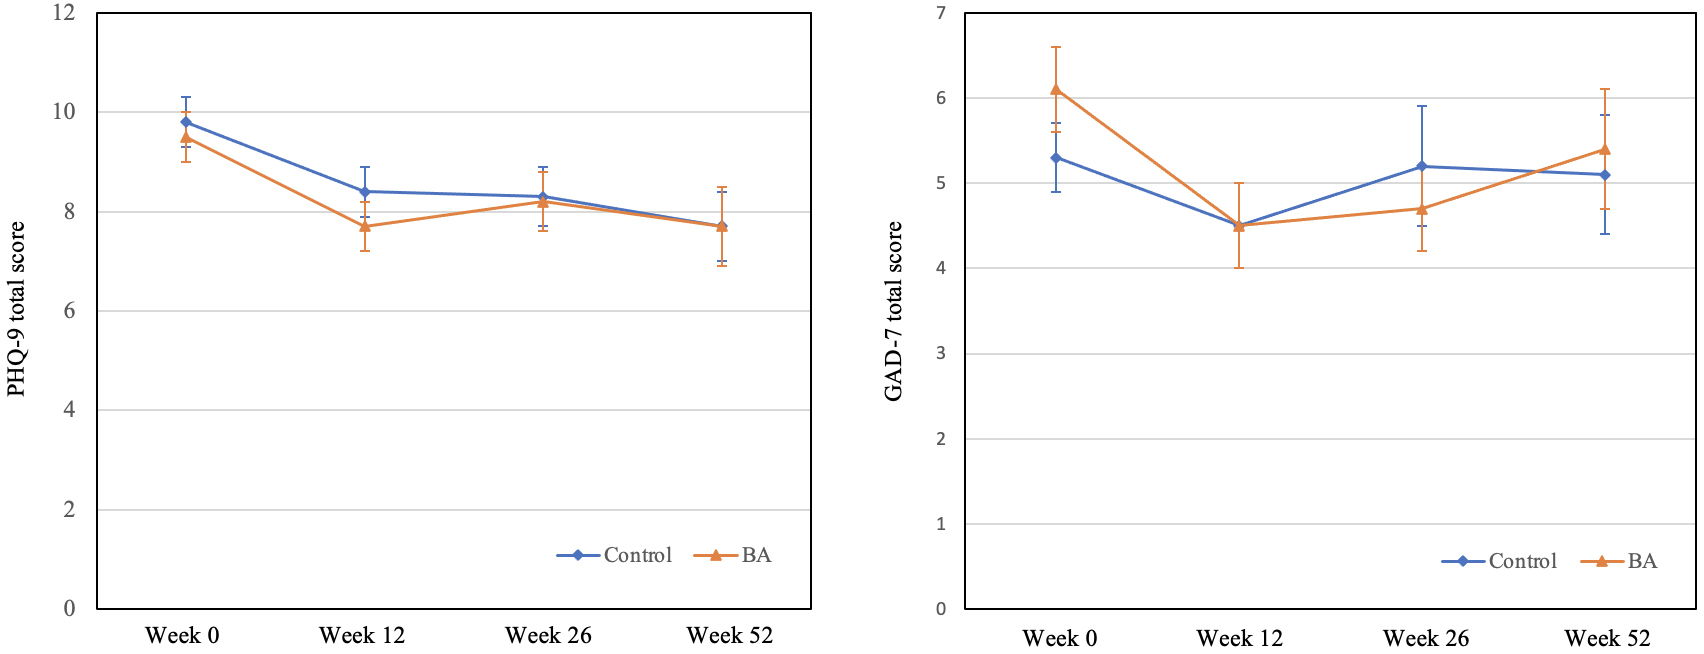 PHQ-9 total score
12
10
8
6
4
2
0
Week 0 Week 12 Week 26 Week 52
Control BA
GAD-7 total score
7
6
5
4
3
2
1
0
Week 0 Week 12 Week 26 Week 52
Control BA